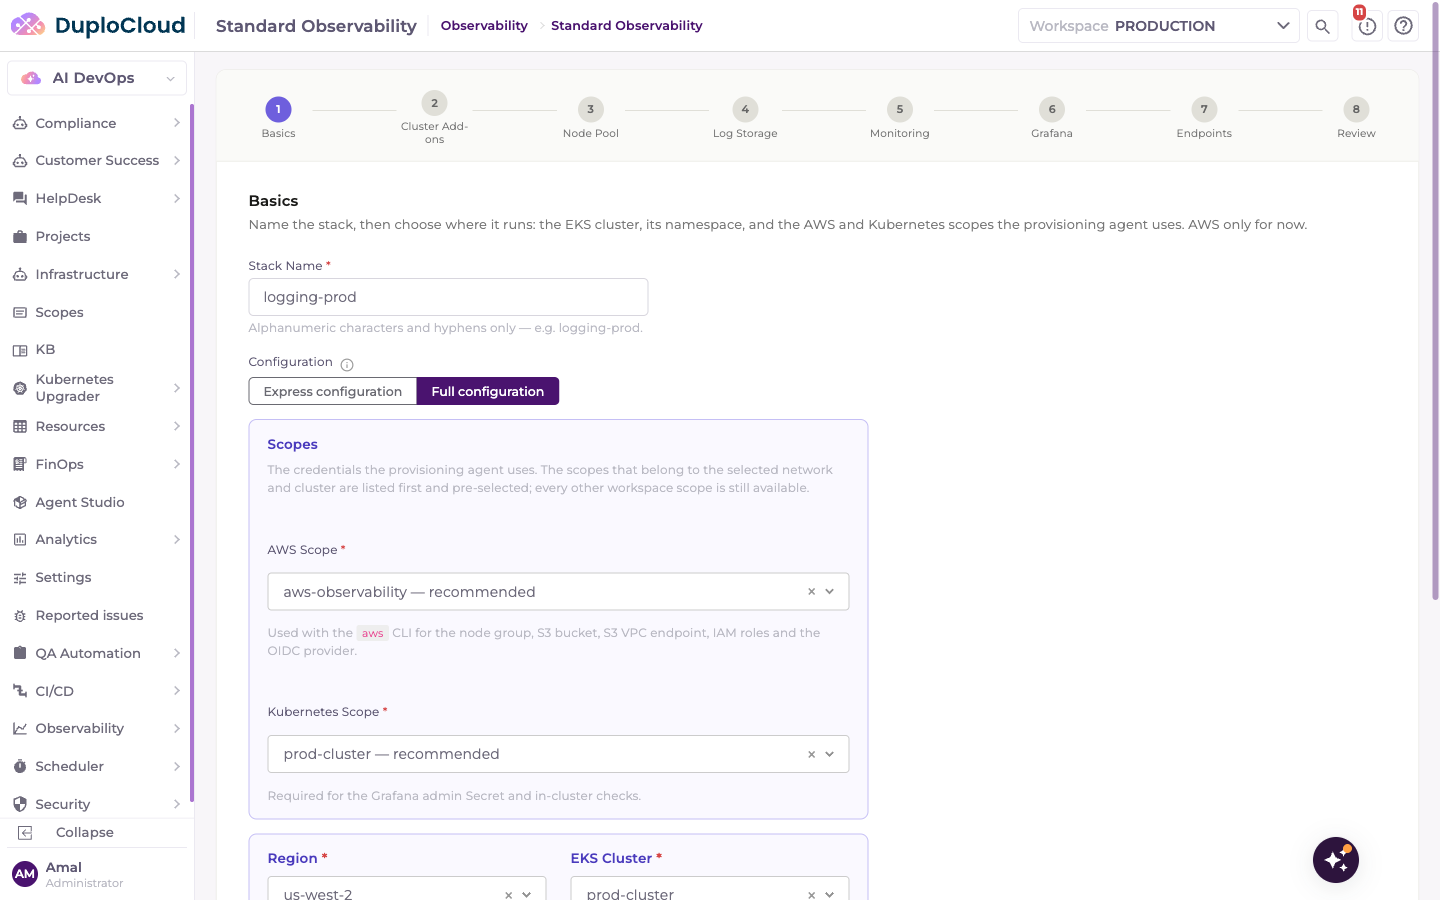 DuploCloud
Standard Observability
Observability
Standard Observability
Workspace PRODUCTION
11
AI DevOps
Compliance
Customer Success
HelpDesk
Projects
Infrastructure
Scopes
KB
Kubernetes
Upgrader
Resources
FinOps
Agent Studio
Analytics
Settings
Reported issues
QA Automation
CI/CD
Observability
Scheduler
Security
Collapse
AM
Amal
Administrator
1
Basics
2
Cluster Add-
ons
3
Node Pool
4
Log Storage
5
Monitoring
6
Grafana
7
Endpoints
8
Review
Basics
Name the stack, then choose where it runs: the EKS cluster, its namespace, and the AWS and Kubernetes scopes the provisioning agent uses. AWS only for now.
Stack Name *
logging-prod
Alphanumeric characters and hyphens only — e.g. logging-prod.
Configuration
Express configuration
Full configuration
Scopes
The credentials the provisioning agent uses. The scopes that belong to the selected network
and cluster are listed first and pre-selected; every other workspace scope is still available.
AWS Scope *
aws-observability — recommended
Used with the aws CLI for the node group, S3 bucket, S3 VPC endpoint, IAM roles and the
OIDC provider.
Kubernetes Scope *
prod-cluster — recommended
Required for the Grafana admin Secret and in-cluster checks.
Region *
EKS Cluster *
us-west-2
prod-cluster